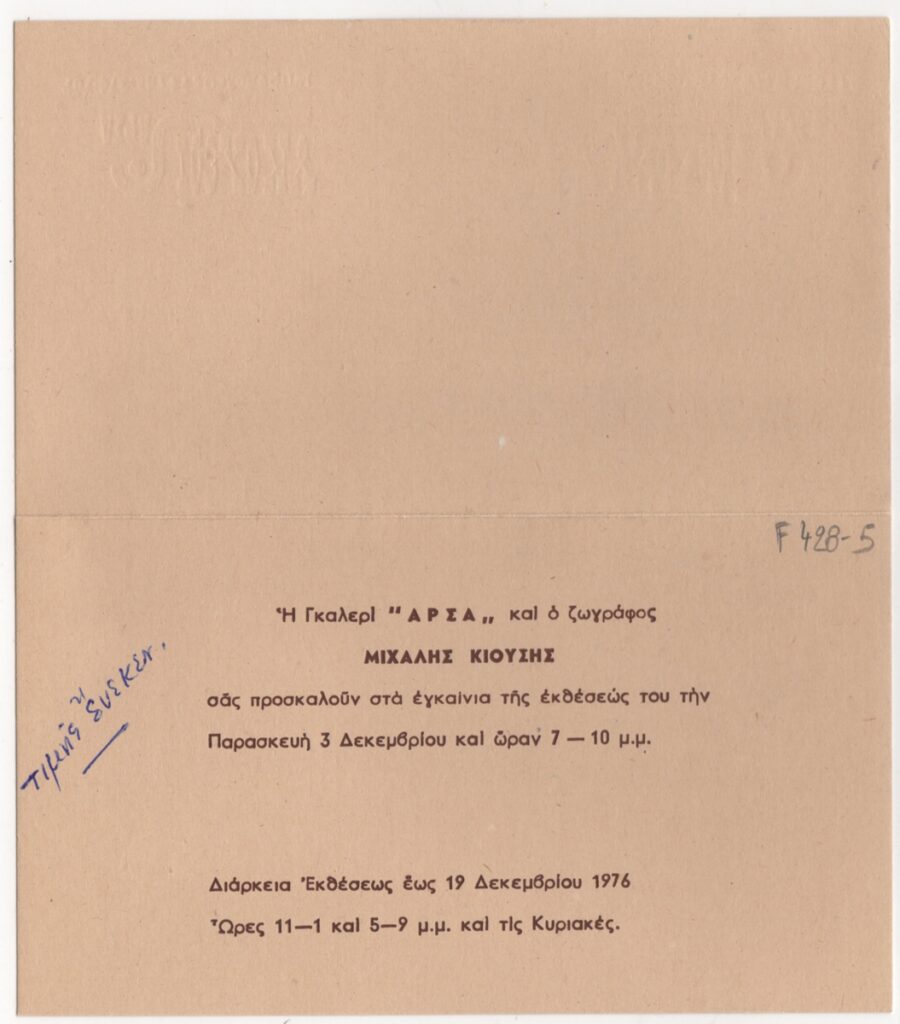 F 428-5
Ἡ Γκαλερὶ "ΑΡΣΑ„ καὶ ὁ ζωγράφος
ΜΙΧΑΛΗΣ ΚΙΟΥΣΗΣ
σᾶς προσκαλοῦν στὰ ἐγκαίνια τῆς ἐκθέσεώς του τὴν
Παρασκευὴ 3 Δεκεμβρίου καὶ ὥραν 7 — 10 μ.μ.
τιμῆς ἕνεκεν.
Διάρκεια Ἐκθέσεως ἕως 19 Δεκεμβρίου 1976
Ὧρες 11—1 καὶ 5—9 μ.μ. καὶ τὶς Κυριακές.